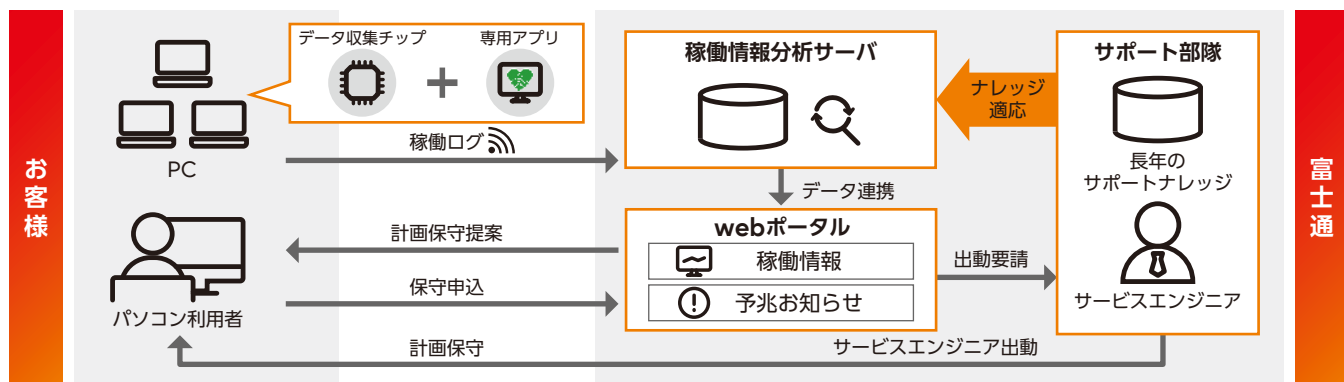 お客様
データ収集チップ
専用アプリ
PC
稼働ログ
稼働情報分析サーバ
ナレッジ
適応
サポート部隊
長年の
サポートナレッジ
データ連携
webポータル
稼働情報
予兆お知らせ
計画保守提案
保守申込
出動要請
サービスエンジニア
パソコン利用者
計画保守
サービスエンジニア出動
富士通